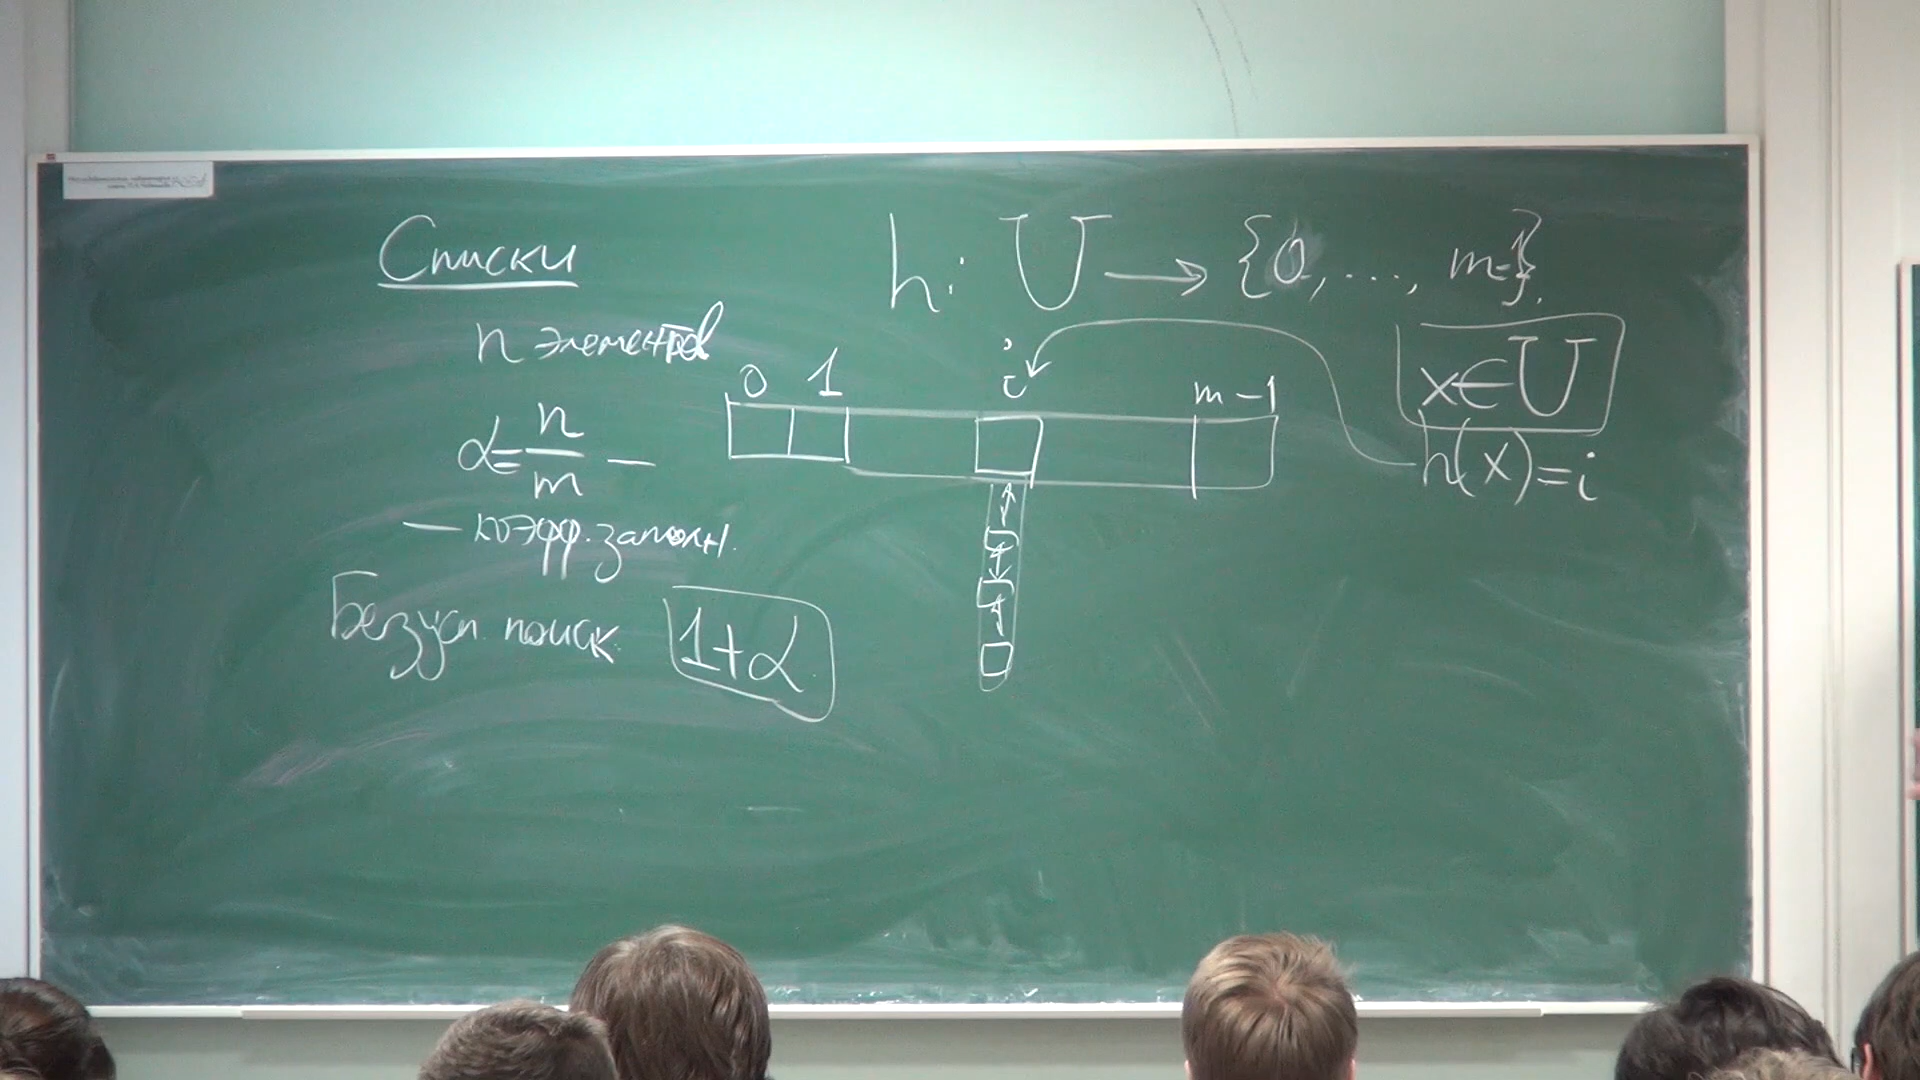 Списки
n элементов
α = n/m —
— коэфф. заполн.
Безусп. поиск 1+α
h: U → {0, ..., m-1}.
0 1 i m-1
x∈U
h(x)=i